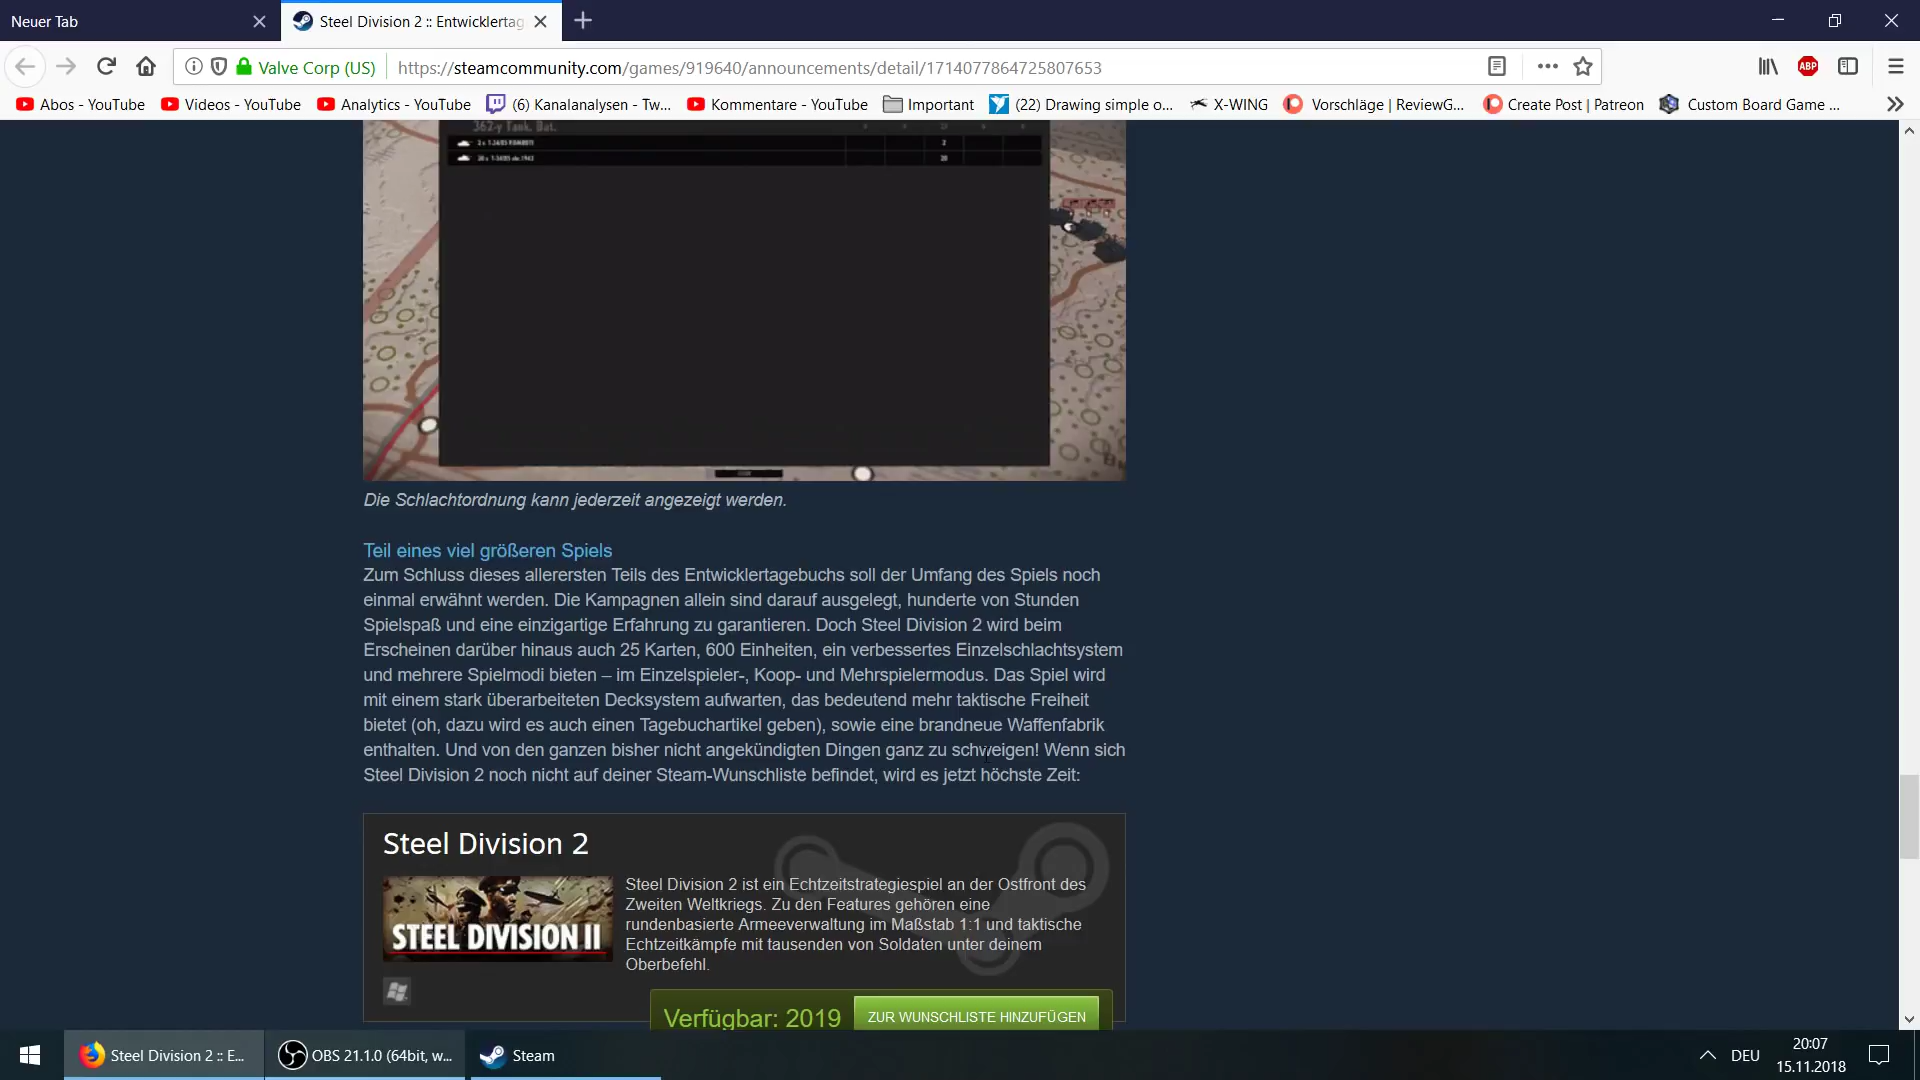 Neuer Tab
Steel Division 2 :: Entwicklertag
Valve Corp (US)
https://steamcommunity.com/games/919640/announcements/detail/1714077864725807653
ABP
Abos - YouTube
Videos - YouTube
Analytics - YouTube
(6) Kanalanalysen - Tw...
Kommentare - YouTube
Important
(22) Drawing simple o...
X-WING
Vorschläge | ReviewG...
Create Post | Patreon
Custom Board Game ...
362-y Tank. Bat.
2
20
Die Schlachtordnung kann jederzeit angezeigt werden.
Teil eines viel größeren Spiels
Zum Schluss dieses allerersten Teils des Entwicklertagebuchs soll der Umfang des Spiels noch
einmal erwähnt werden. Die Kampagnen allein sind darauf ausgelegt, hunderte von Stunden
Spielspaß und eine einzigartige Erfahrung zu garantieren. Doch Steel Division 2 wird beim
Erscheinen darüber hinaus auch 25 Karten, 600 Einheiten, ein verbessertes Einzelschlachtsystem
und mehrere Spielmodi bieten – im Einzelspieler-, Koop- und Mehrspielermodus. Das Spiel wird
mit einem stark überarbeiteten Decksystem aufwarten, das bedeutend mehr taktische Freiheit
bietet (oh, dazu wird es auch einen Tagebuchartikel geben), sowie eine brandneue Waffenfabrik
enthalten. Und von den ganzen bisher nicht angekündigten Dingen ganz zu schweigen! Wenn sich
Steel Division 2 noch nicht auf deiner Steam-Wunschliste befindet, wird es jetzt höchste Zeit:
Steel Division 2
STEEL DIVISION II
Steel Division 2 ist ein Echtzeitstrategiespiel an der Ostfront des
Zweiten Weltkriegs. Zu den Features gehören eine
rundenbasierte Armeeverwaltung im Maßstab 1:1 und taktische
Echtzeitkämpfe mit tausenden von Soldaten unter deinem
Oberbefehl.
Verfügbar: 2019
ZUR WUNSCHLISTE HINZUFÜGEN
Steel Division 2 :: E...
OBS 21.1.0 (64bit, w...
Steam
DEU
20:07
15.11.2018